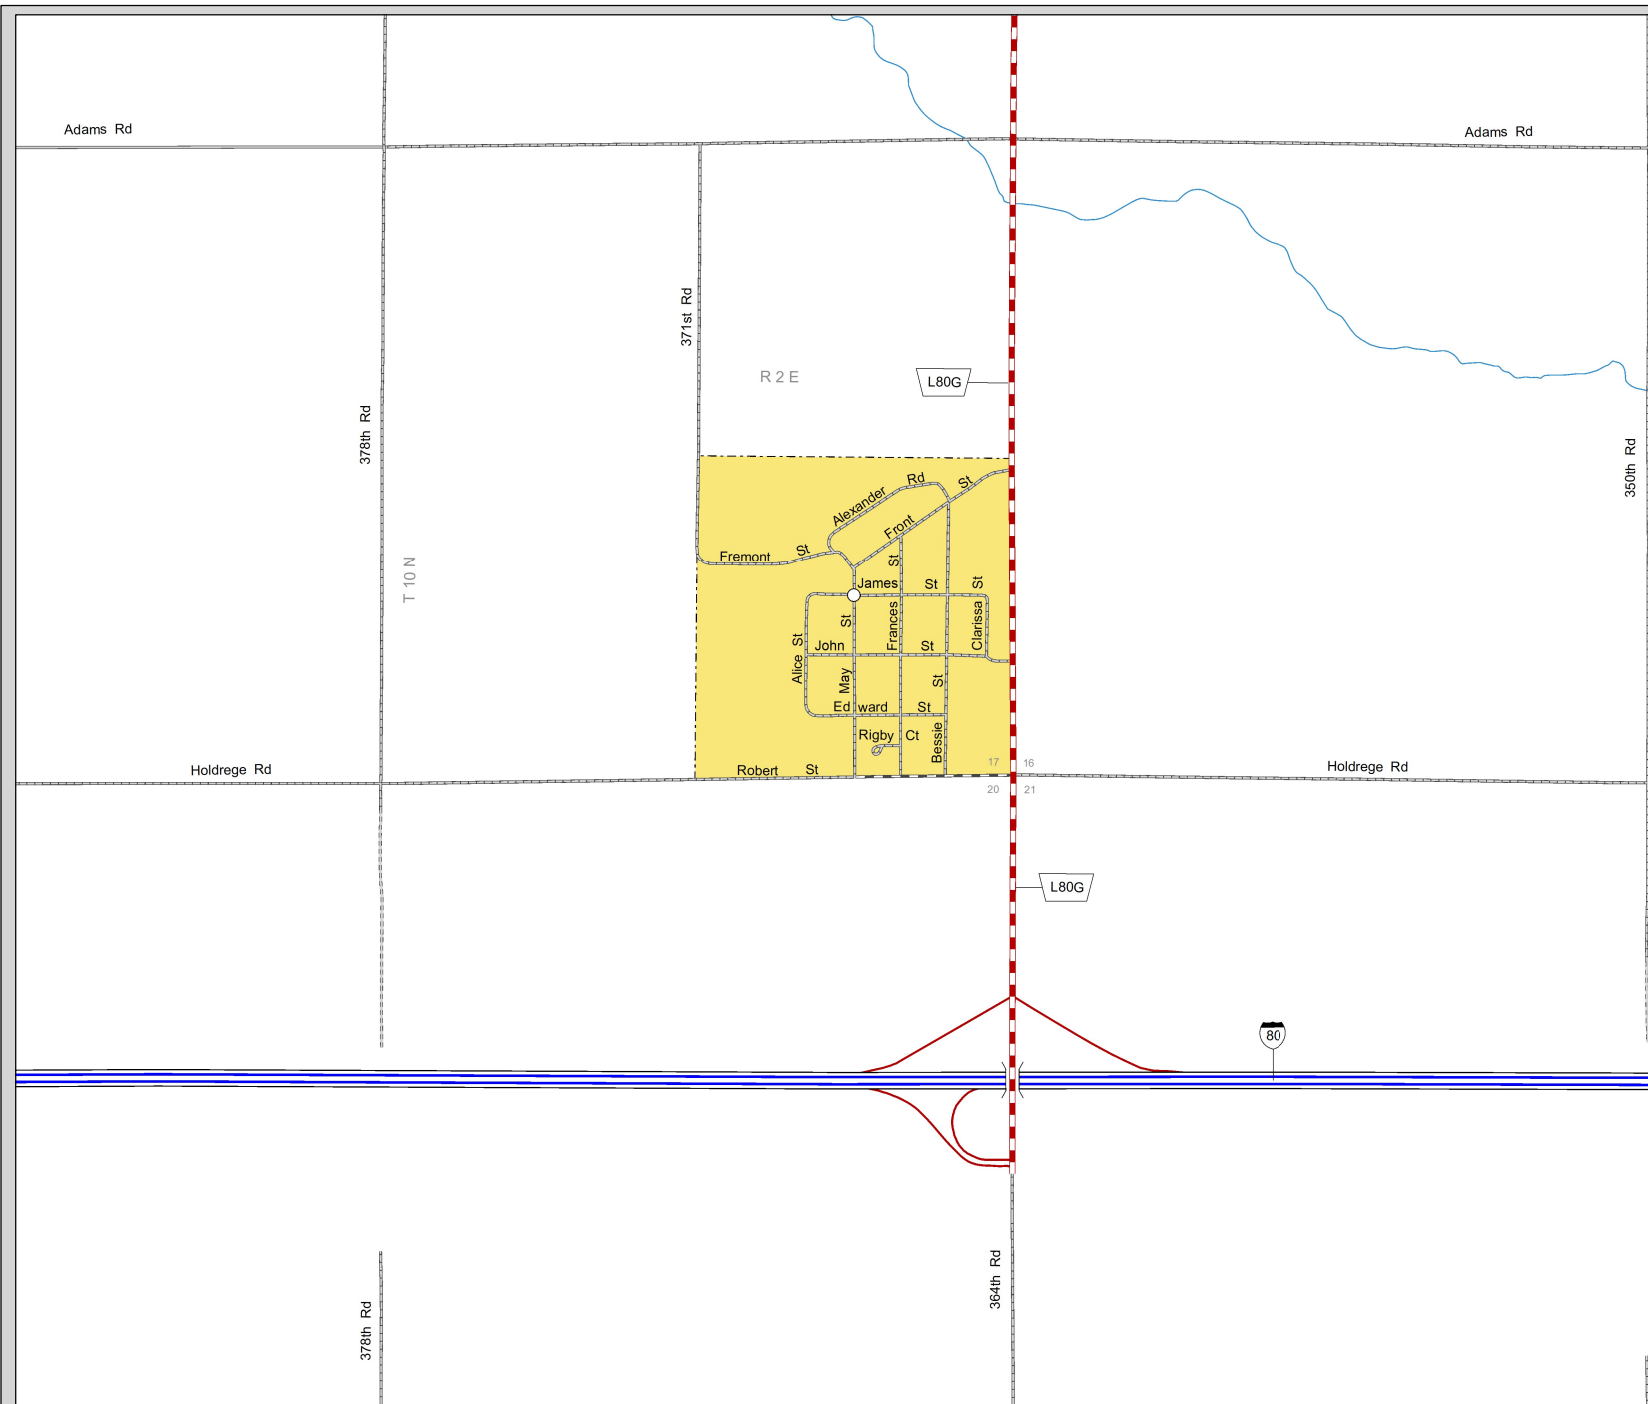 Adams Rd
Adams Rd
371st Rd
R 2 E
L80G
378th Rd
350th Rd
Alexander Rd
Front St
Fremont St
T 10 N
James St
Frances St
Clarissa St
May St
Alice St
John St
Edward St
Bessie St
Rigby Ct
Robert St
Holdrege Rd
17
16
20
21
Holdrege Rd
L80G
80
364th Rd
378th Rd